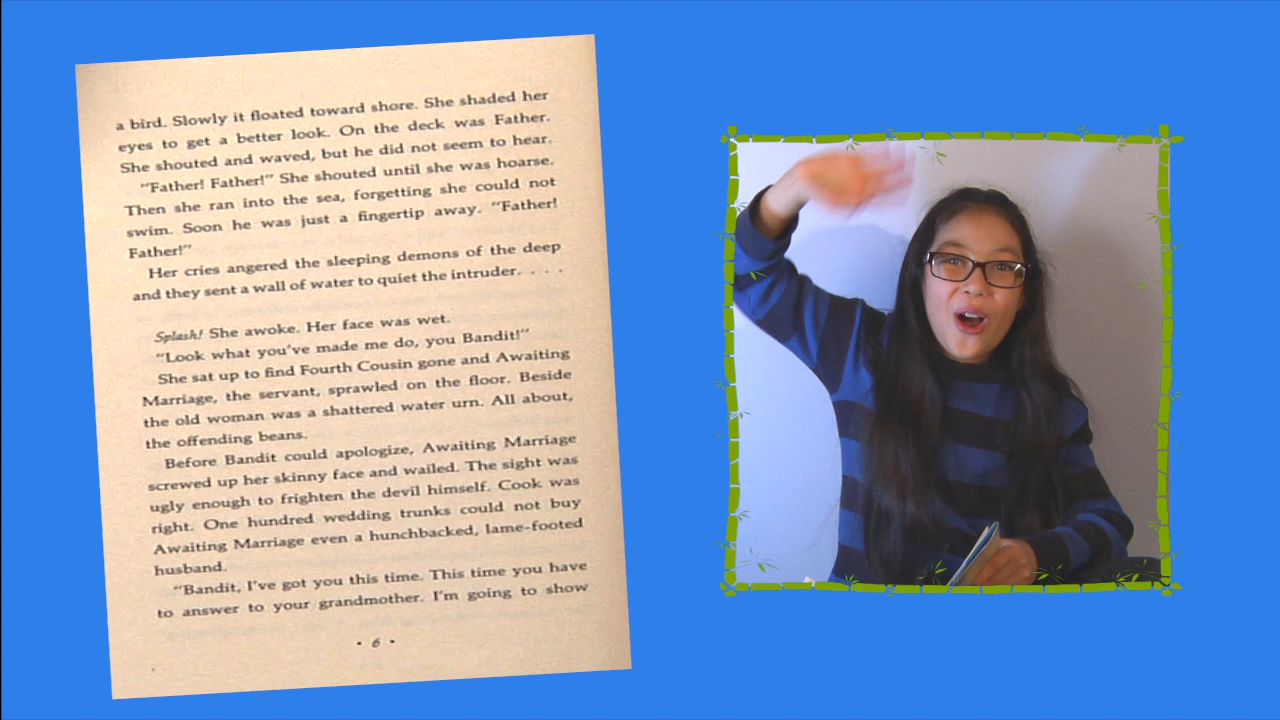 a bird. Slowly it floated toward shore. She shaded her
eyes to get a better look. On the deck was Father.
She shouted and waved, but he did not seem to hear.
"Father! Father!" She shouted until she was hoarse.
Then she ran into the sea, forgetting she could not
swim. Soon he was just a fingertip away. "Father!
Father!"
Her cries angered the sleeping demons of the deep
and they sent a wall of water to quiet the intruder. . . .
Splash! She awoke. Her face was wet.
"Look what you've made me do, you Bandit!"
She sat up to find Fourth Cousin gone and Awaiting
Marriage, the servant, sprawled on the floor. Beside
the old woman was a shattered water urn. All about,
the offending beans.
Before Bandit could apologize, Awaiting Marriage
screwed up her skinny face and wailed. The sight was
ugly enough to frighten the devil himself. Cook was
right. One hundred wedding trunks could not buy
Awaiting Marriage even a hunchbacked, lame-footed
husband.
"Bandit, I've got you this time. This time you have
to answer to your grandmother. I'm going to show
• 6 •